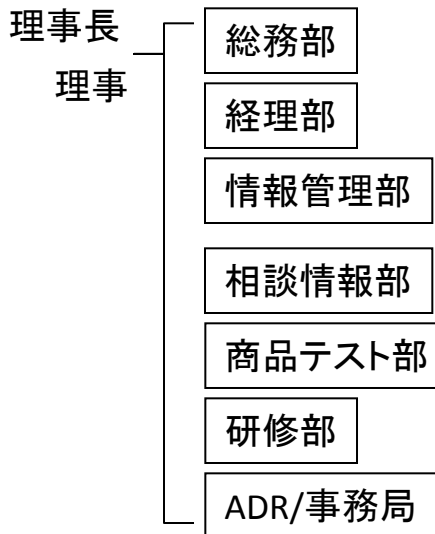 理事長
理事
総務部
経理部
情報管理部
相談情報部
商品テスト部
研修部
ADR/事務局